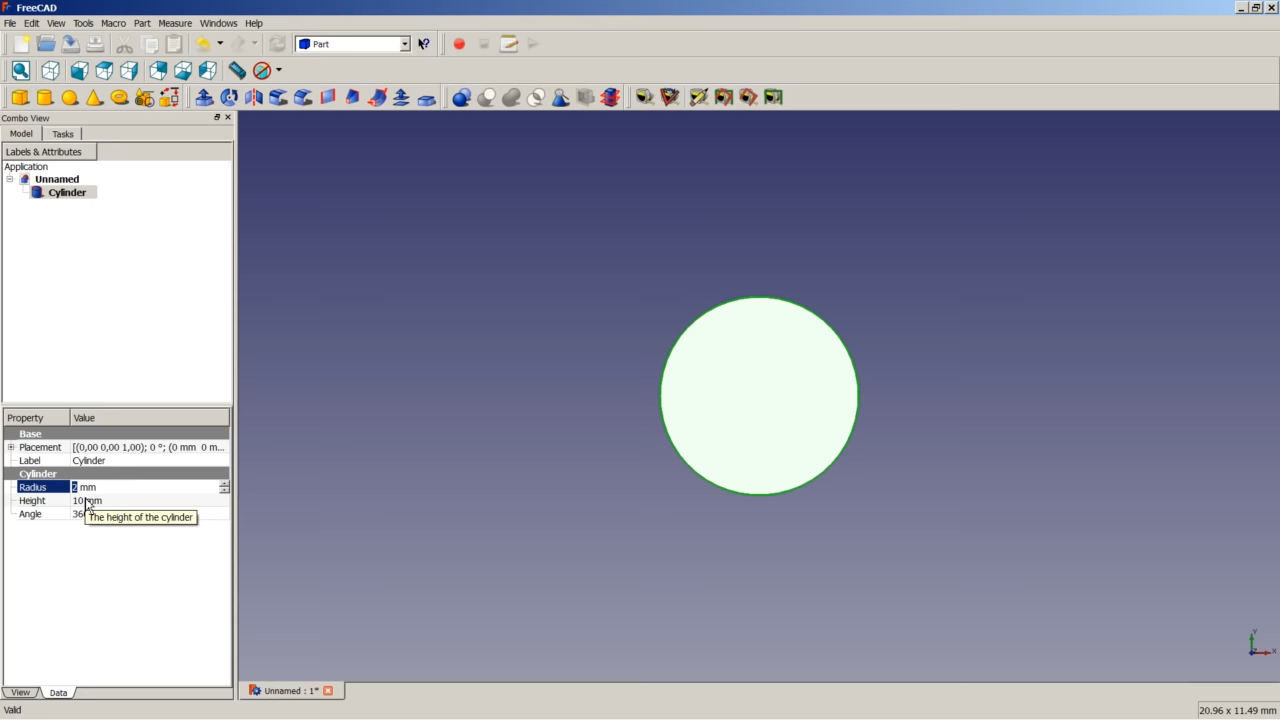 FreeCAD
File Edit View Tools Macro Part Measure Windows Help
Part
Combo View
Model Tasks
Labels & Attributes
Application
Unnamed
Cylinder
Property Value
Base
Placement [(0,00 0,00 1,00); 0 °; (0 mm 0 m...
Label Cylinder
Cylinder
Radius 2 mm
Height 10 mm
Angle
The height of the cylinder
Y
X
Z
View Data
Unnamed : 1*
Valid
20.96 x 11.49 mm